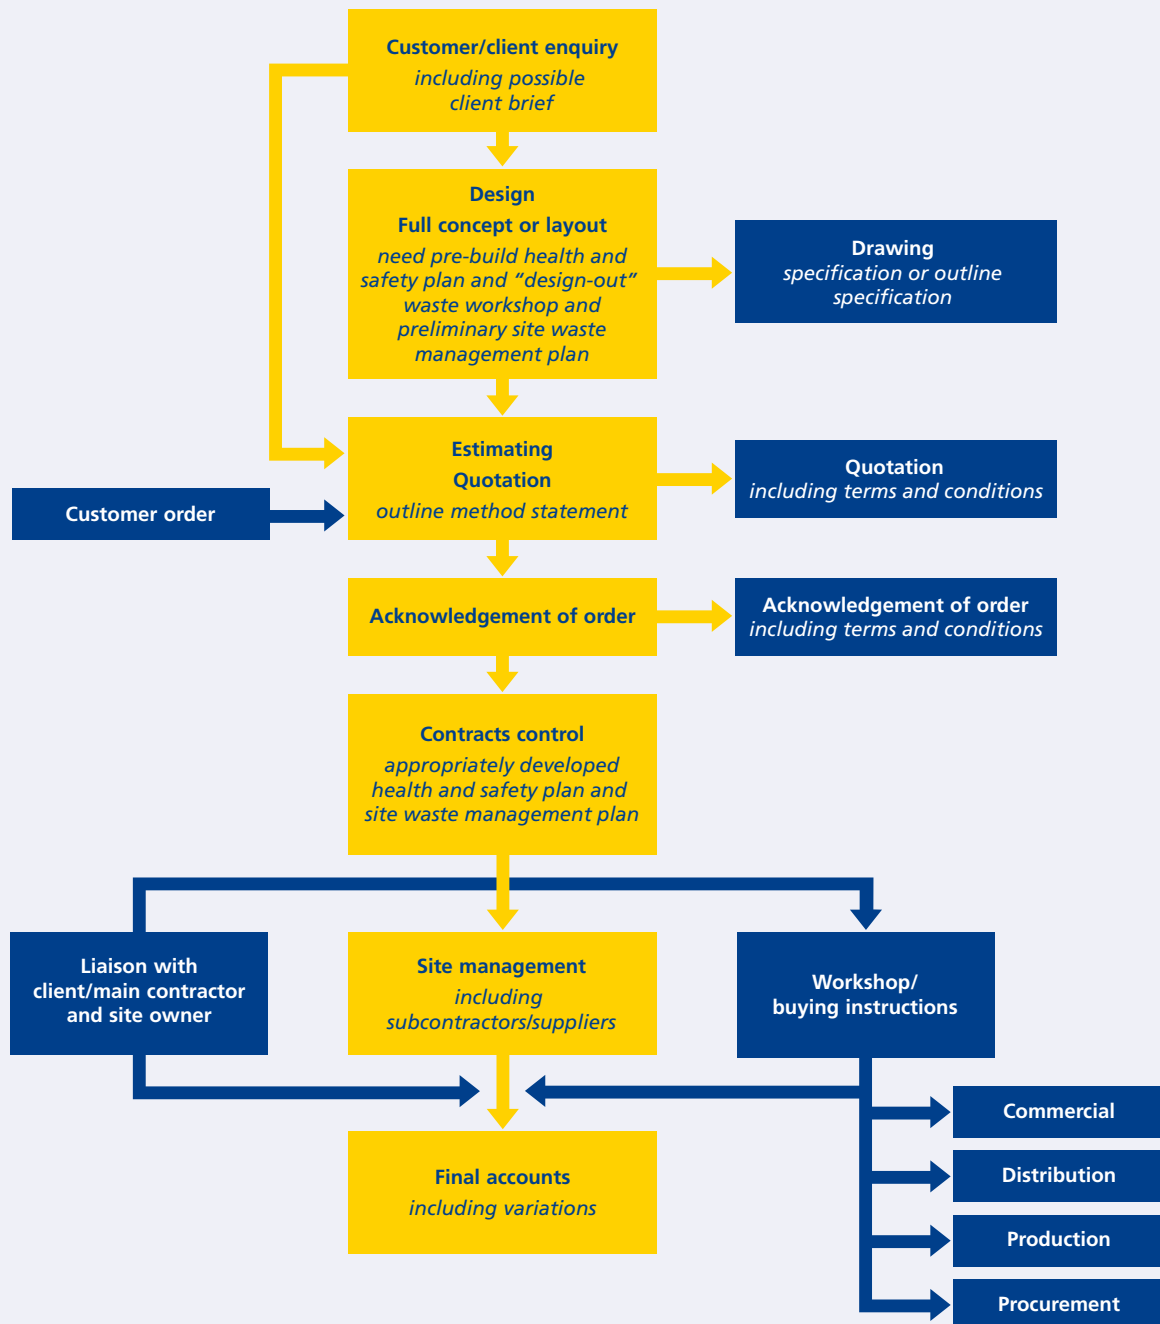 Customer/client enquiry
including possible
client brief
Design
Full concept or layout
need pre-build health and
safety plan and “design-out”
waste workshop and
preliminary site waste
management plan
Drawing
specification or outline
specification
Estimating
Quotation
outline method statement
Quotation
including terms and conditions
Customer order
Acknowledgement of order
Acknowledgement of order
including terms and conditions
Contracts control
appropriately developed
health and safety plan and
site waste management plan
Liaison with
client/main contractor
and site owner
Site management
including
subcontractors/suppliers
Workshop/
buying instructions
Commercial
Distribution
Production
Procurement
Final accounts
including variations